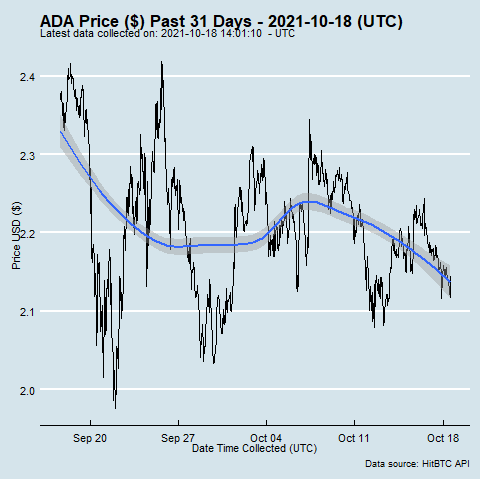 ADA Price ($) Past 31 Days - 2021-10-18 (UTC)
Latest data collected on: 2021-10-18 14:01:10 - UTC
2.4
2.3
2.2
2.1
2.0
Price USD ($)
Sep 20 Sep 27 Oct 04 Oct 11 Oct 18
Date Time Collected (UTC)
Data source: HitBTC API